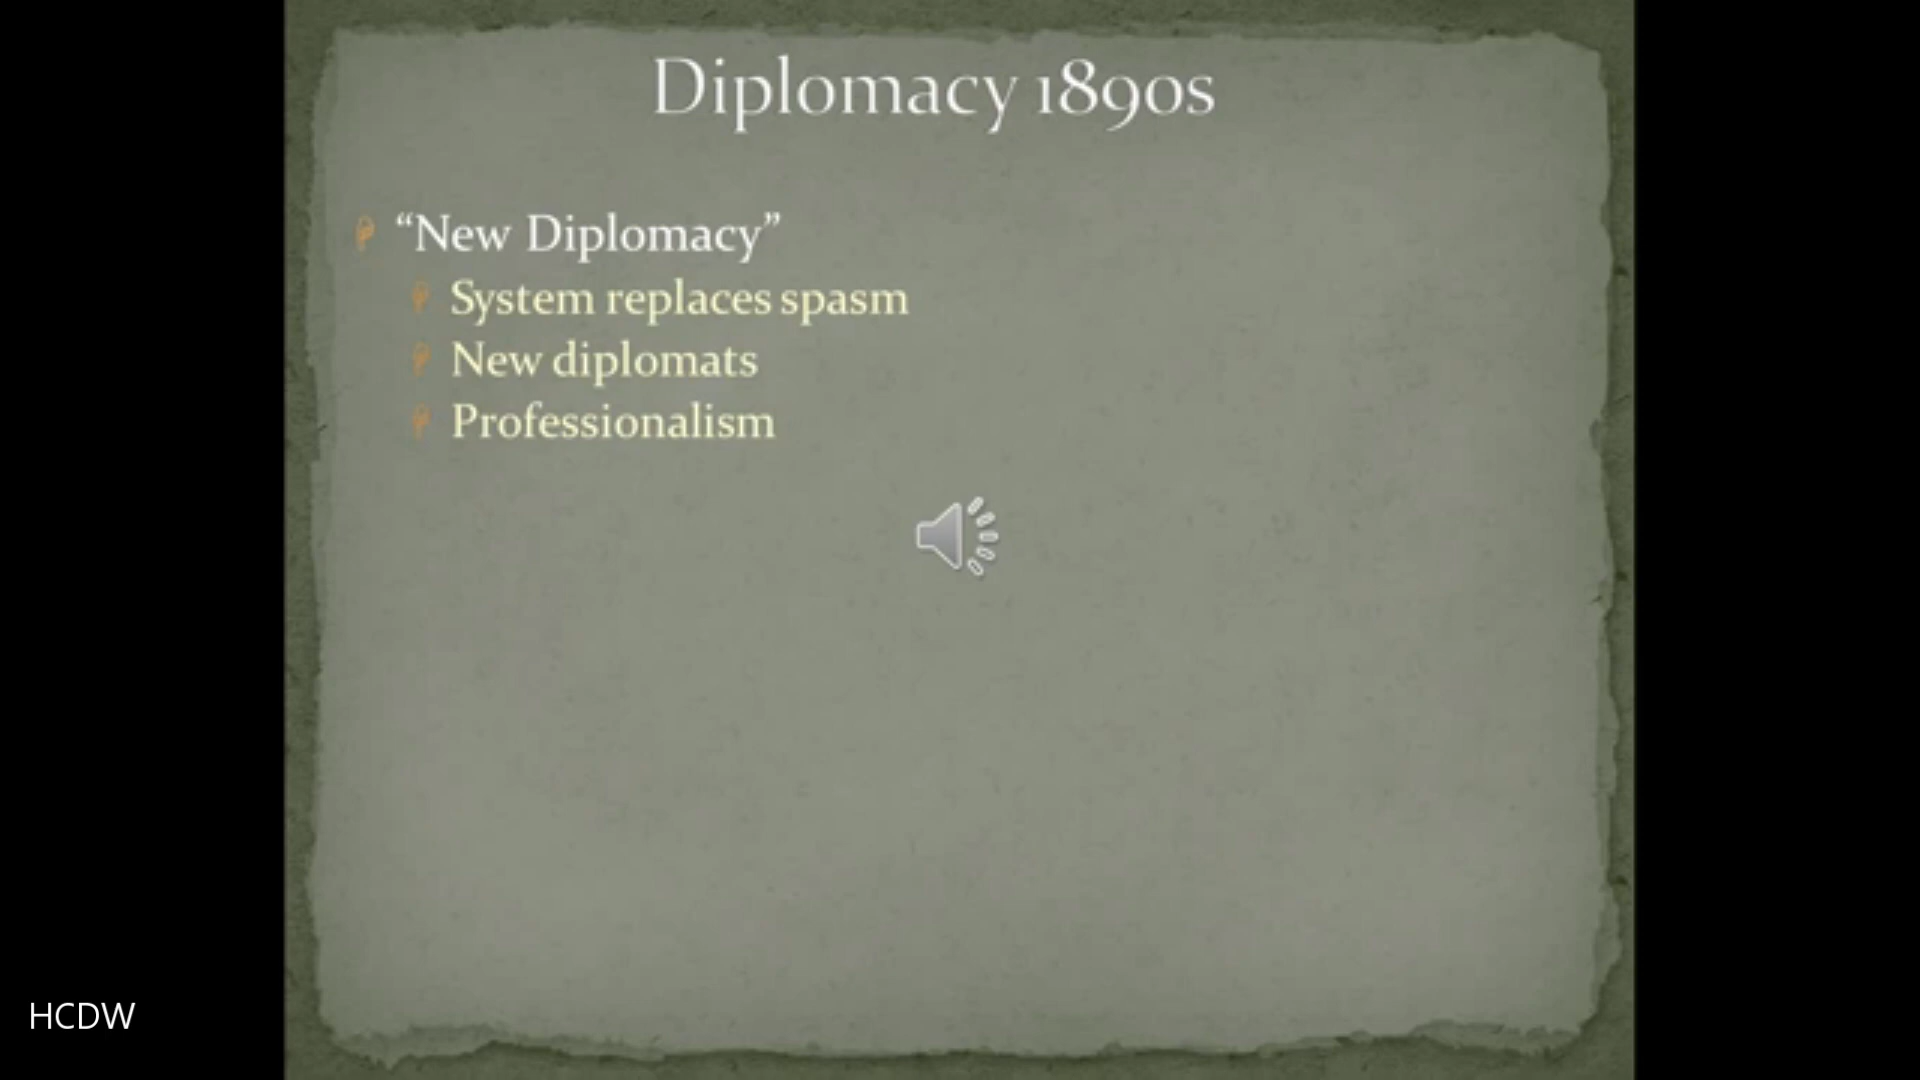 Diplomacy 1890s
“New Diplomacy”
System replaces spasm
New diplomats
Professionalism
HCDW